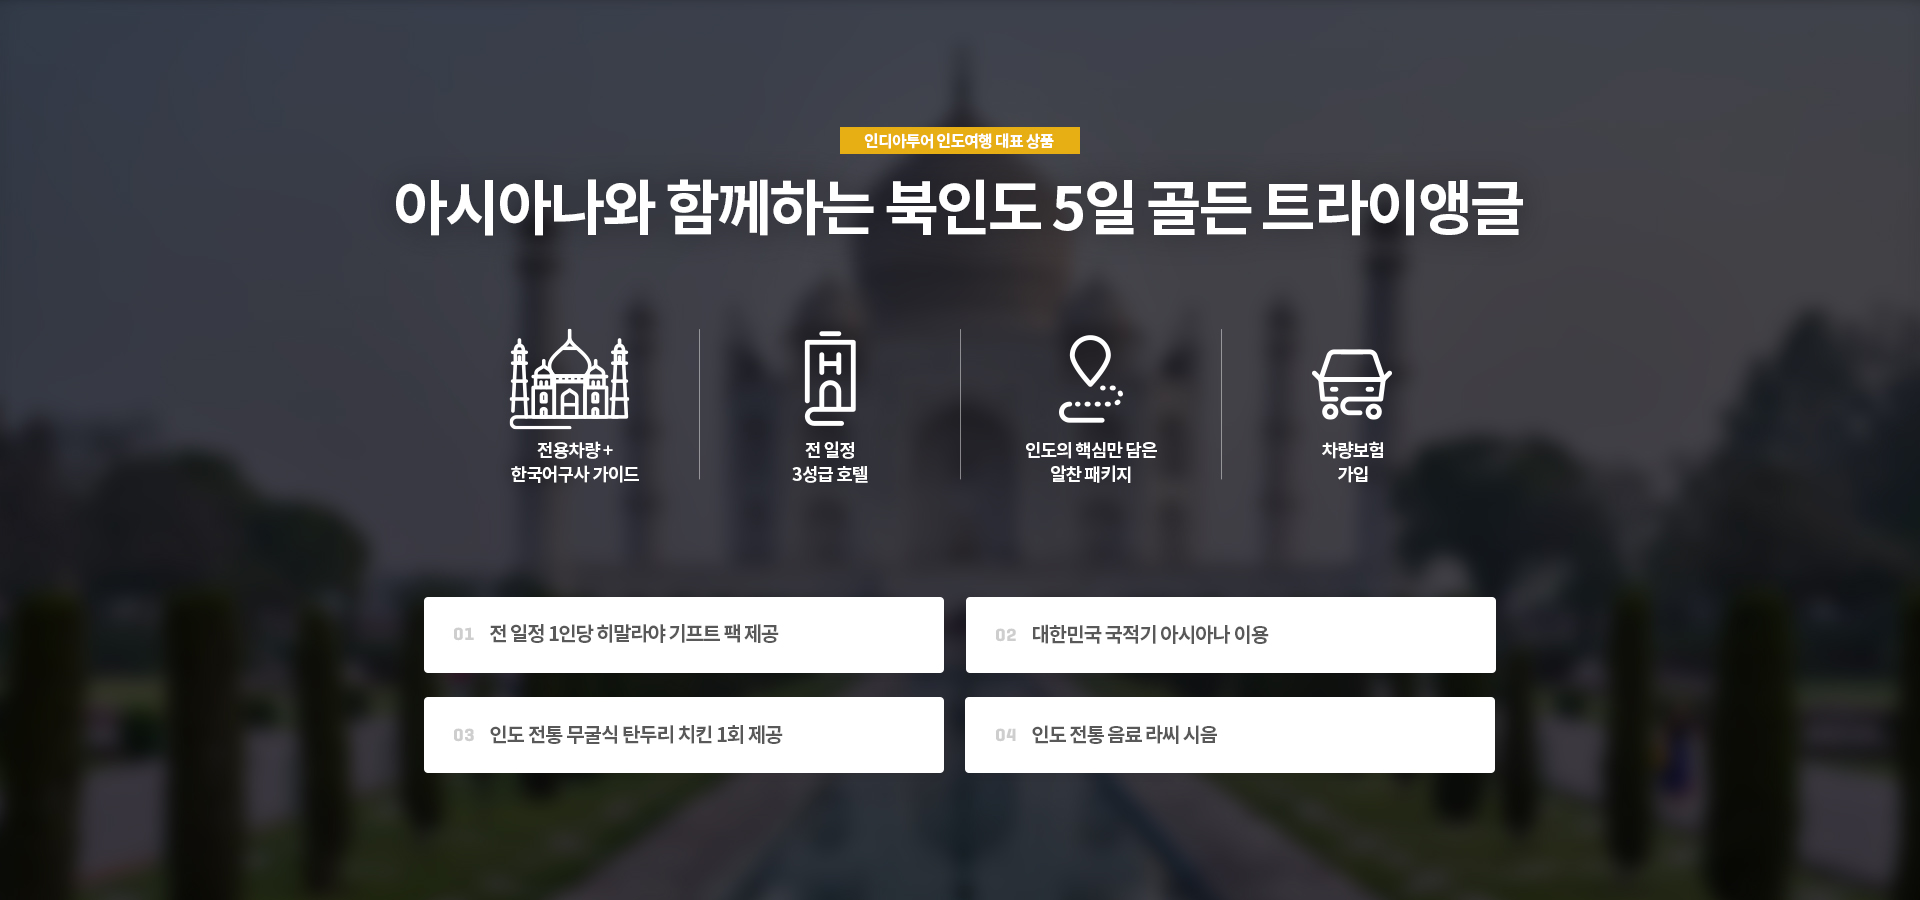 인디아투어 인도여행 대표 상품
아시아나와 함께하는 북인도 5일 골든 트라이앵글
전용차량 +
한국어구사 가이드
전 일정
3성급 호텔
인도의 핵심만 담은
알찬 패키지
차량보험
가입
01 전 일정 1인당 히말라야 기프트 팩 제공
02 대한민국 국적기 아시아나 이용
03 인도 전통 무굴식 탄두리 치킨 1회 제공
04 인도 전통 음료 라씨 시음